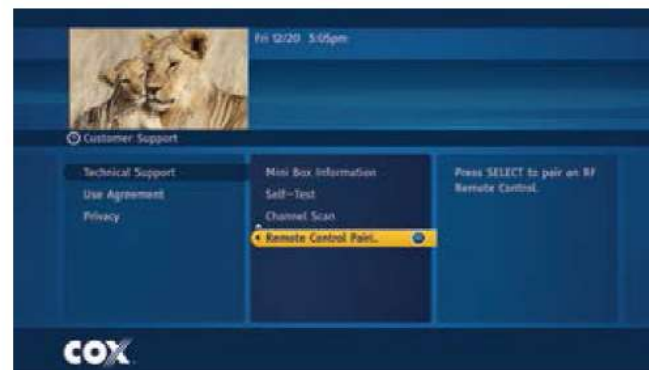 Fri 12/20 5:05pm
Customer Support
Technical Support
Use Agreement
Privacy
Mini Box Information
Self-Test
Channel Scan
Remote Control Pairi..
Press SELECT to pair an RF
Remote Control.
COX